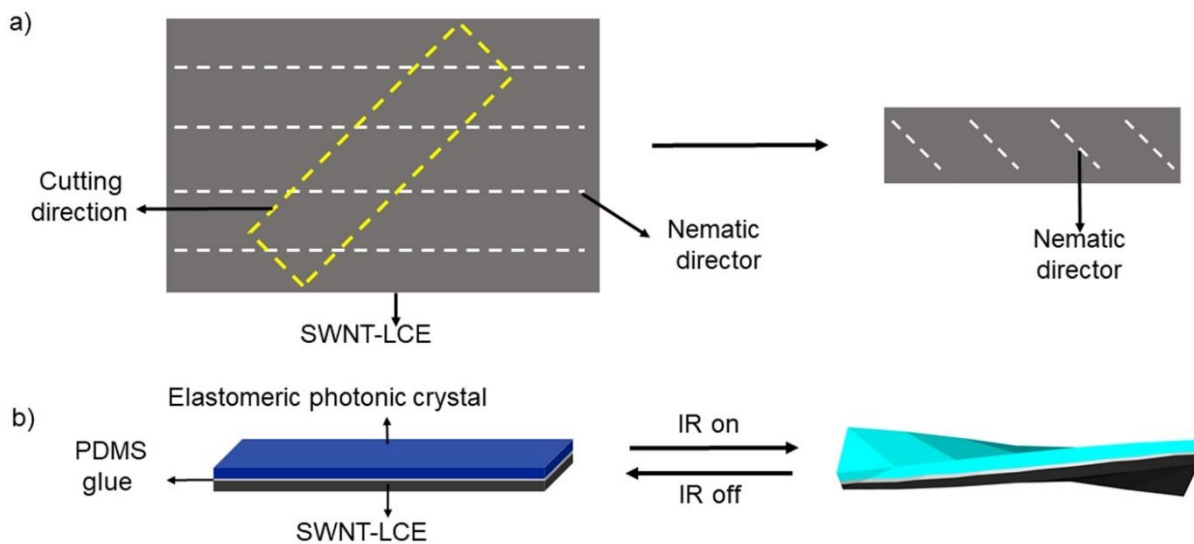 a)
Cutting
direction
Nematic
director
SWNT-LCE
Nematic
director
b)
Elastomeric photonic crystal
PDMS
glue
SWNT-LCE
IR on
IR off